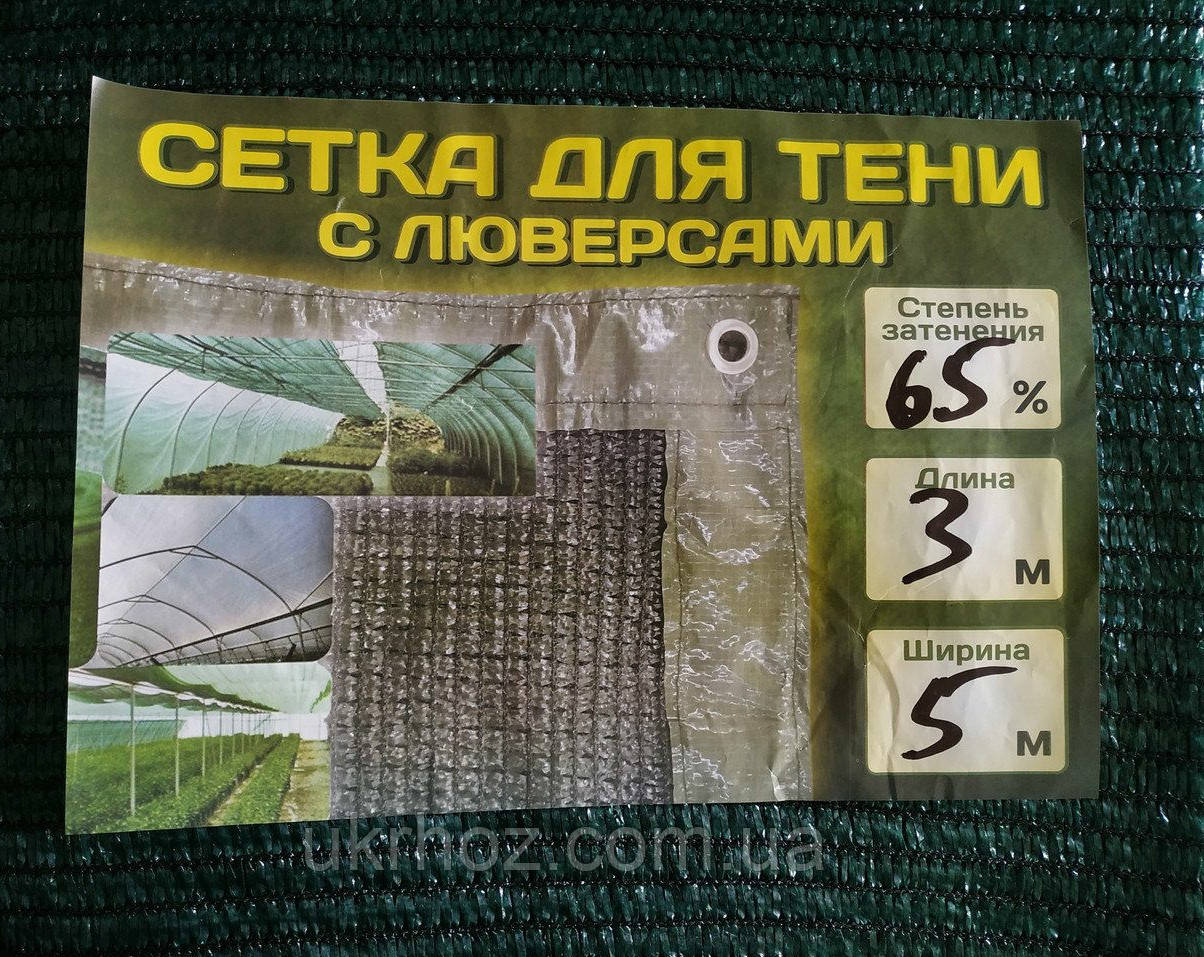 СЕТКА ДЛЯ ТЕНИ
С ЛЮВЕРСАМИ
Степень
затенения
65 %
Длина
3 м
Ширина
5 м
ukrhoz.com.ua